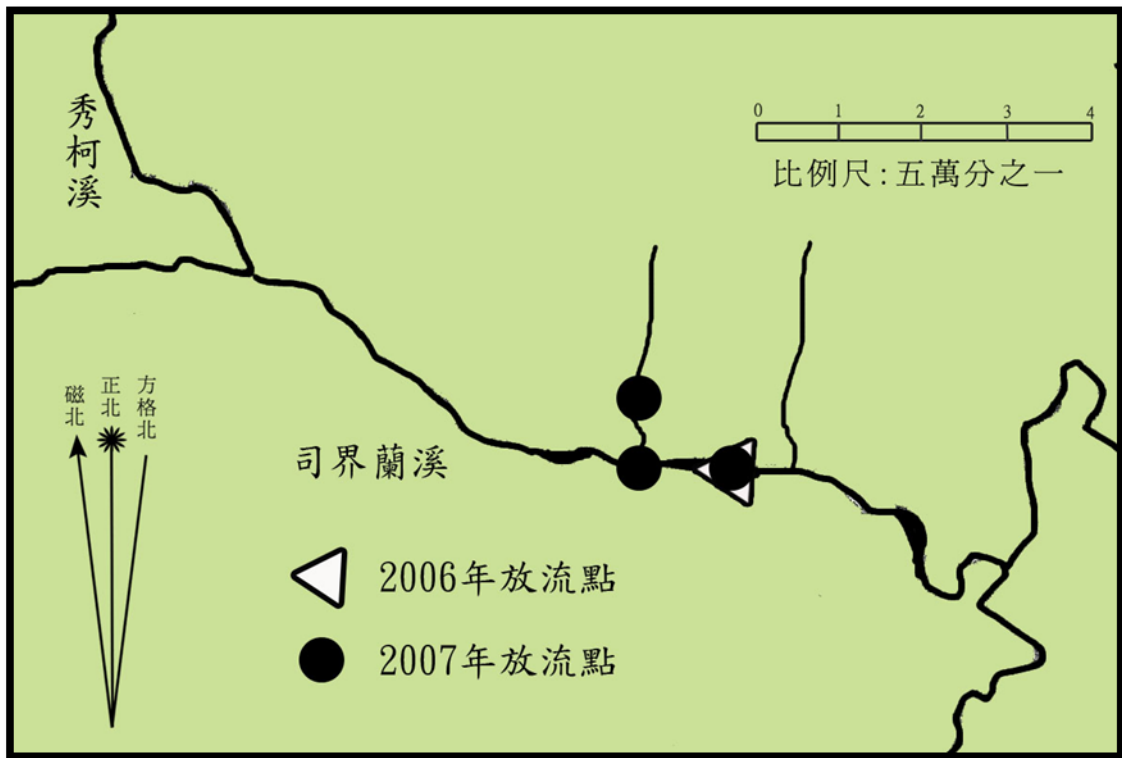 秀柯溪
0 1 2 3 4
比例尺:五萬分之一
磁北
正北
方格北
司界蘭溪
2006年放流點
2007年放流點